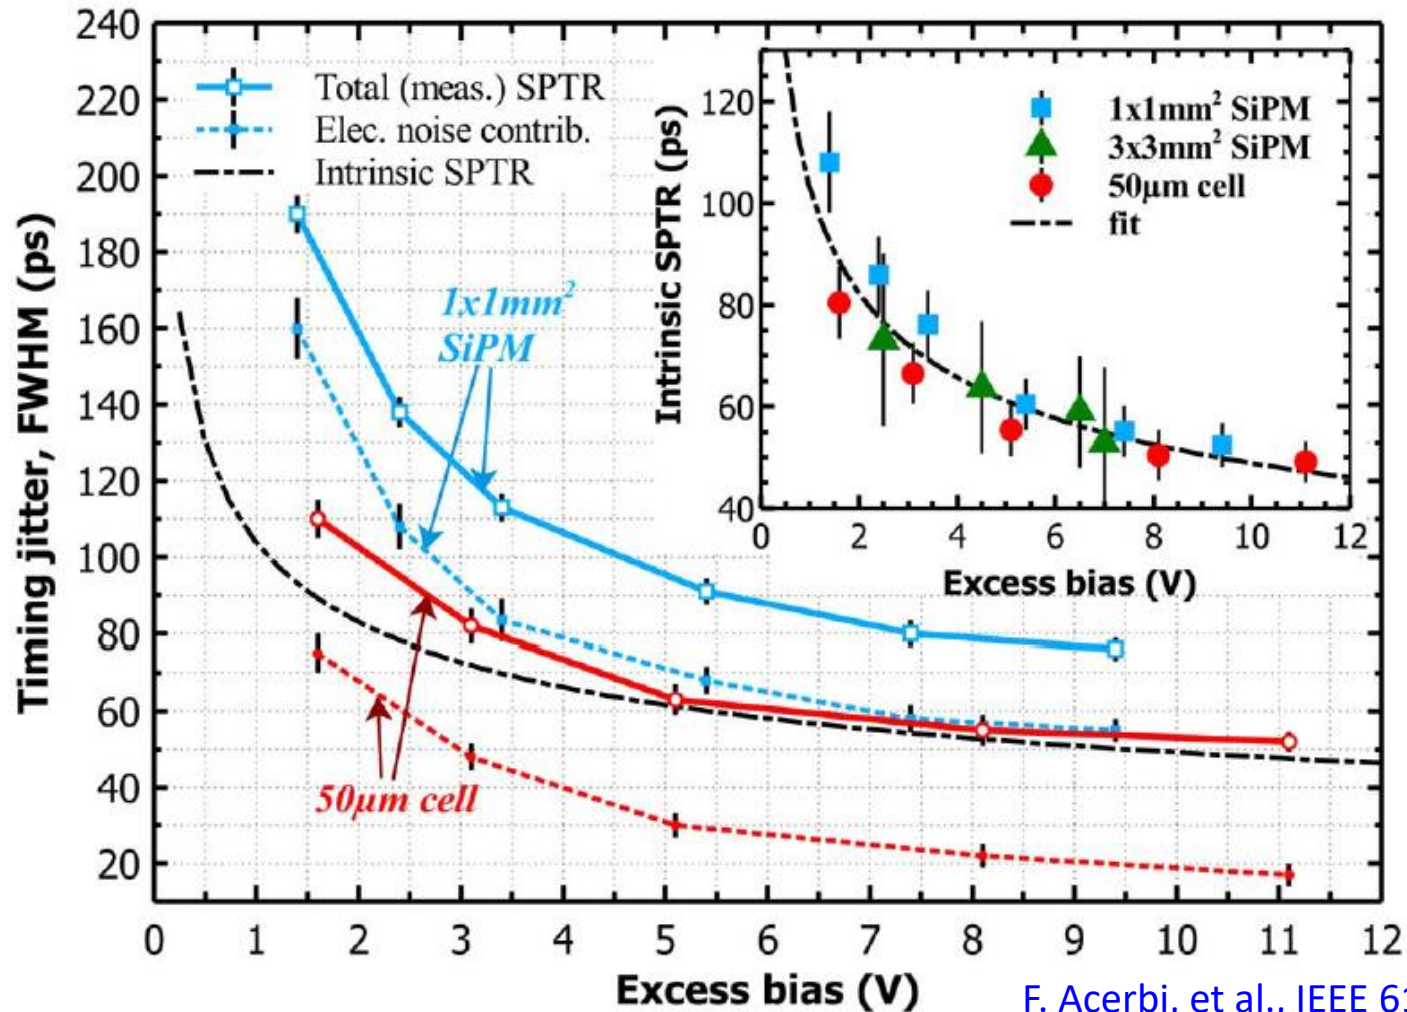 240
220
200
180
160
140
120
100
80
60
40
20
0 1 2 3 4 5 6 7 8 9 10 11 12
Timing jitter, FWHM (ps)
Excess bias (V)
Total (meas.) SPTR
Elec. noise contrib.
Intrinsic SPTR
1x1mm²
SiPM
50µm cell
120
100
80
60
40
0 2 4 6 8 10 12
Intrinsic SPTR (ps)
Excess bias (V)
1x1mm² SiPM
3x3mm² SiPM
50µm cell
fit
F. Acerbi, et al., IEEE 61